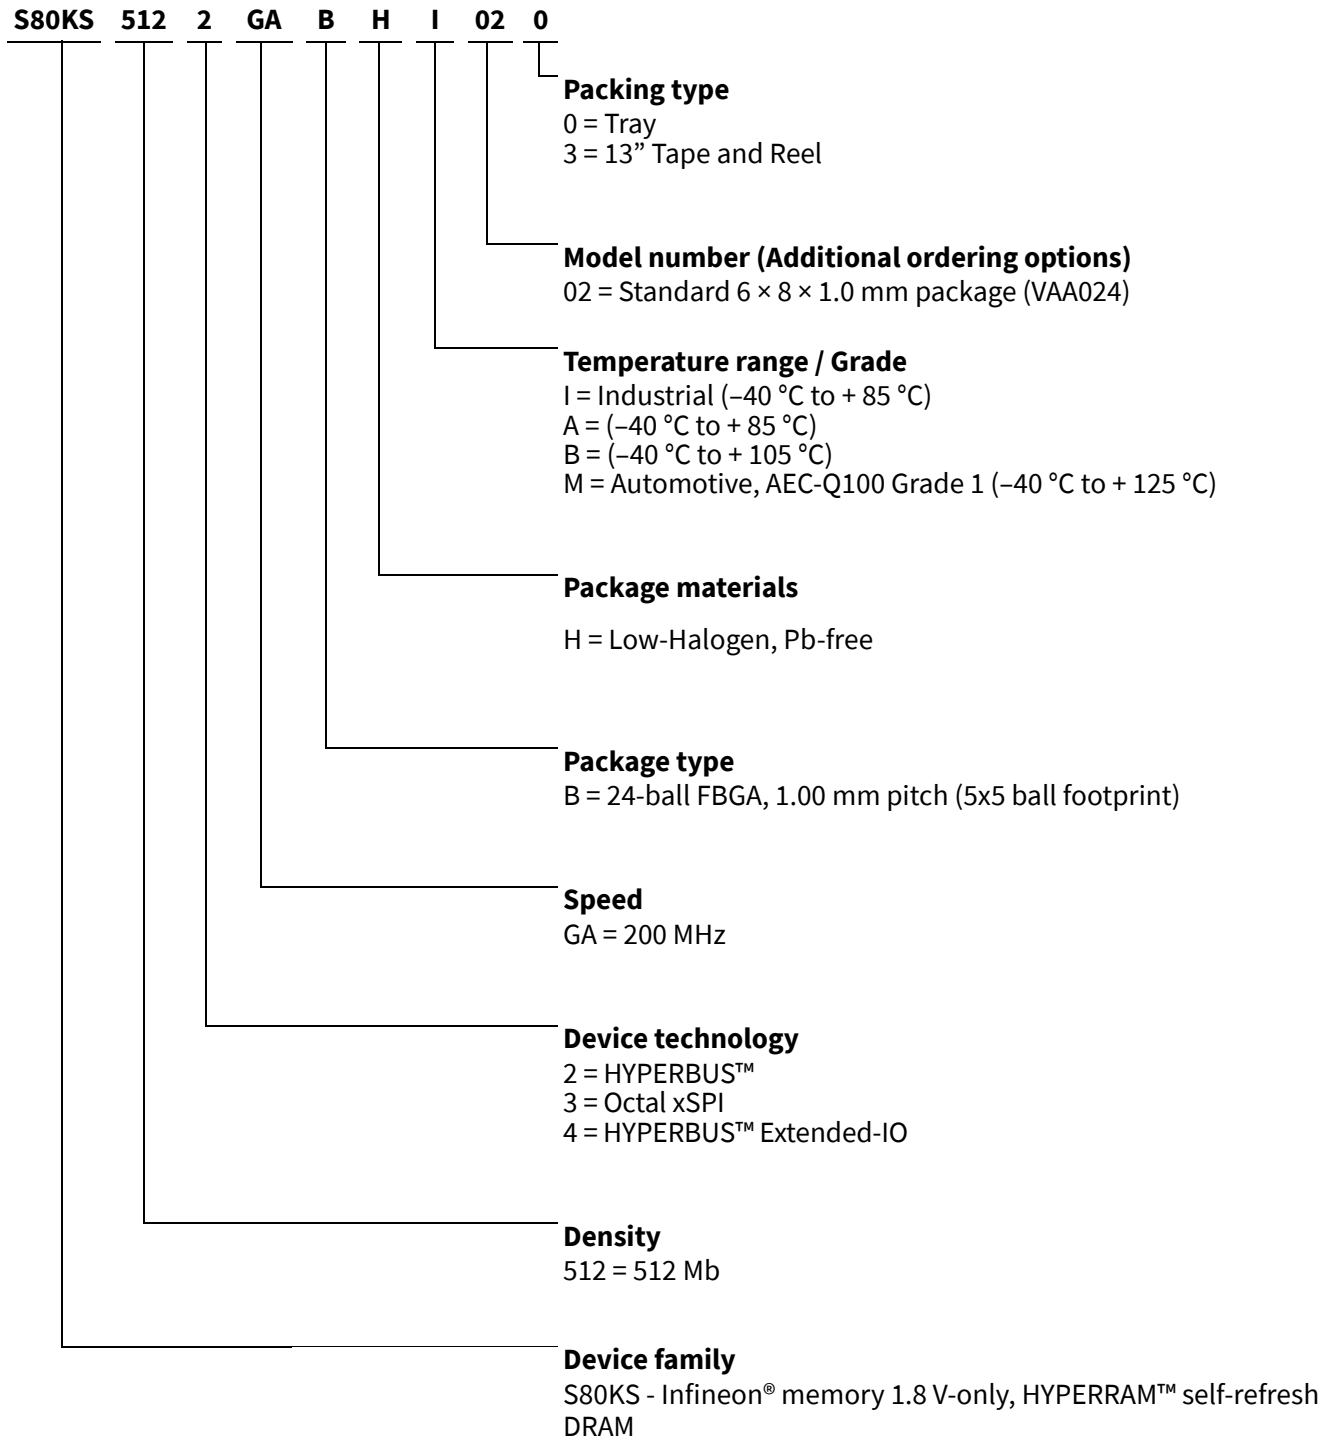 S80KS 512 2 GA B H I 02 0
Packing type
0 = Tray
3 = 13” Tape and Reel
Model number (Additional ordering options)
02 = Standard 6 × 8 × 1.0 mm package (VAA024)
Temperature range / Grade
I = Industrial (–40 °C to + 85 °C)
A = (–40 °C to + 85 °C)
B = (–40 °C to + 105 °C)
M = Automotive, AEC-Q100 Grade 1 (–40 °C to + 125 °C)
Package materials
H = Low-Halogen, Pb-free
Package type
B = 24-ball FBGA, 1.00 mm pitch (5x5 ball footprint)
Speed
GA = 200 MHz
Device technology
2 = HYPERBUS™
3 = Octal xSPI
4 = HYPERBUS™ Extended-IO
Density
512 = 512 Mb
Device family
S80KS - Infineon® memory 1.8 V-only, HYPERRAM™ self-refresh
DRAM